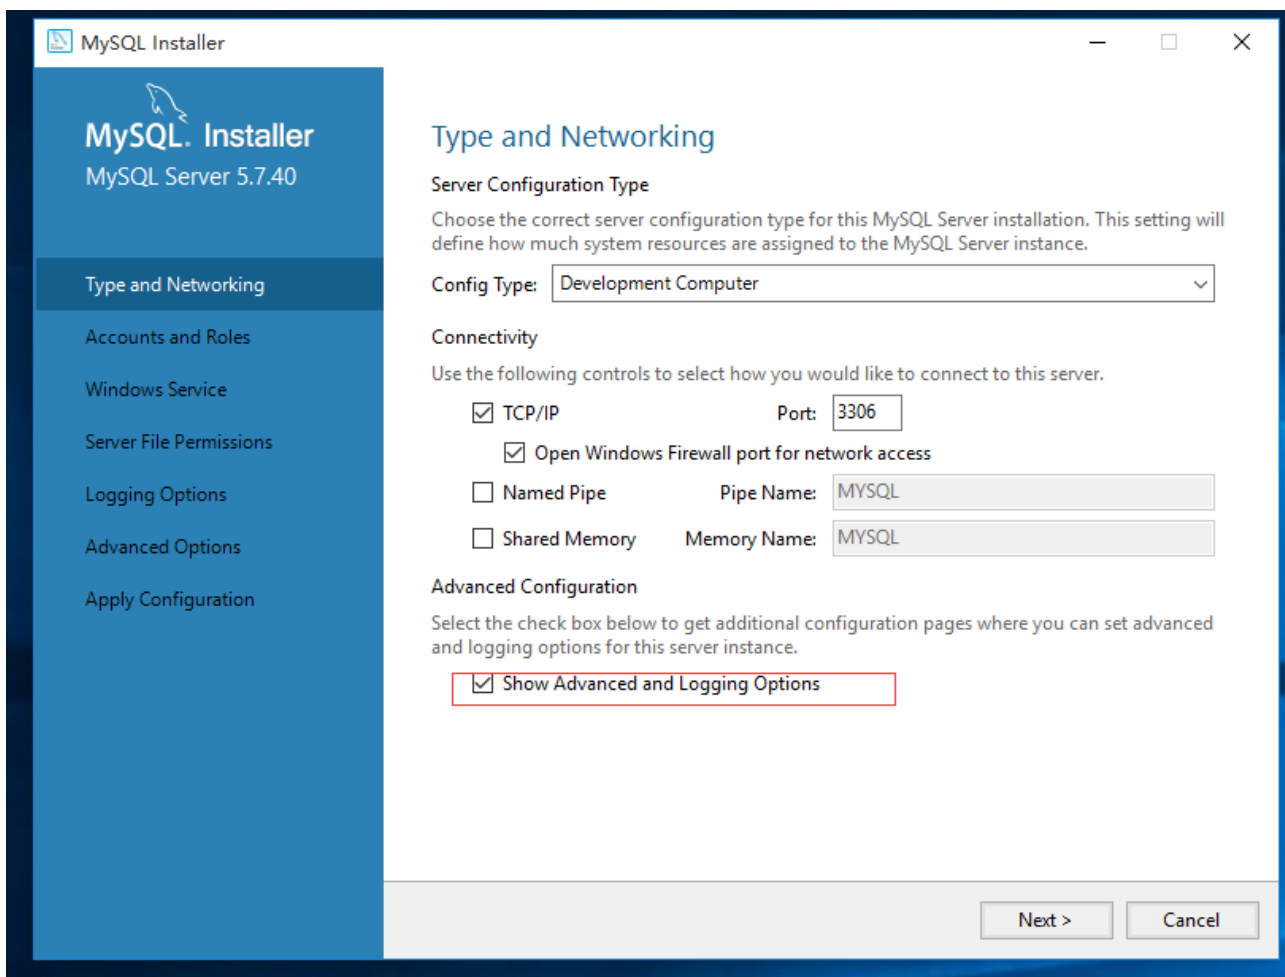 MySQL Installer
MySQL. Installer
MySQL Server 5.7.40
Type and Networking
Accounts and Roles
Windows Service
Server File Permissions
Logging Options
Advanced Options
Apply Configuration
Type and Networking
Server Configuration Type
Choose the correct server configuration type for this MySQL Server installation. This setting will
define how much system resources are assigned to the MySQL Server instance.
Config Type: Development Computer
Connectivity
Use the following controls to select how you would like to connect to this server.
TCP/IP Port: 3306
Open Windows Firewall port for network access
Named Pipe Pipe Name: MYSQL
Shared Memory Memory Name: MYSQL
Advanced Configuration
Select the check box below to get additional configuration pages where you can set advanced
and logging options for this server instance.
Show Advanced and Logging Options
Next > Cancel